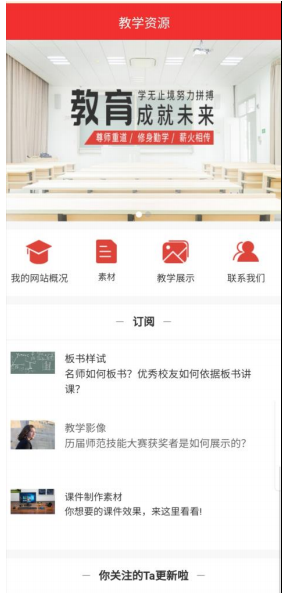 教学资源
教育
学无止境努力拼搏
成就未来
尊师重道 / 修身勤学 / 薪火相传
我的网站概况
素材
教学展示
联系我们
— 订阅 —
板书样试
名师如何板书？优秀校友如何依据板书讲
课？
教学影像
历届师范技能大赛获奖者是如何展示的？
课件制作素材
你想要的课件效果，来这里看看!
— 你关注的Ta更新啦 —